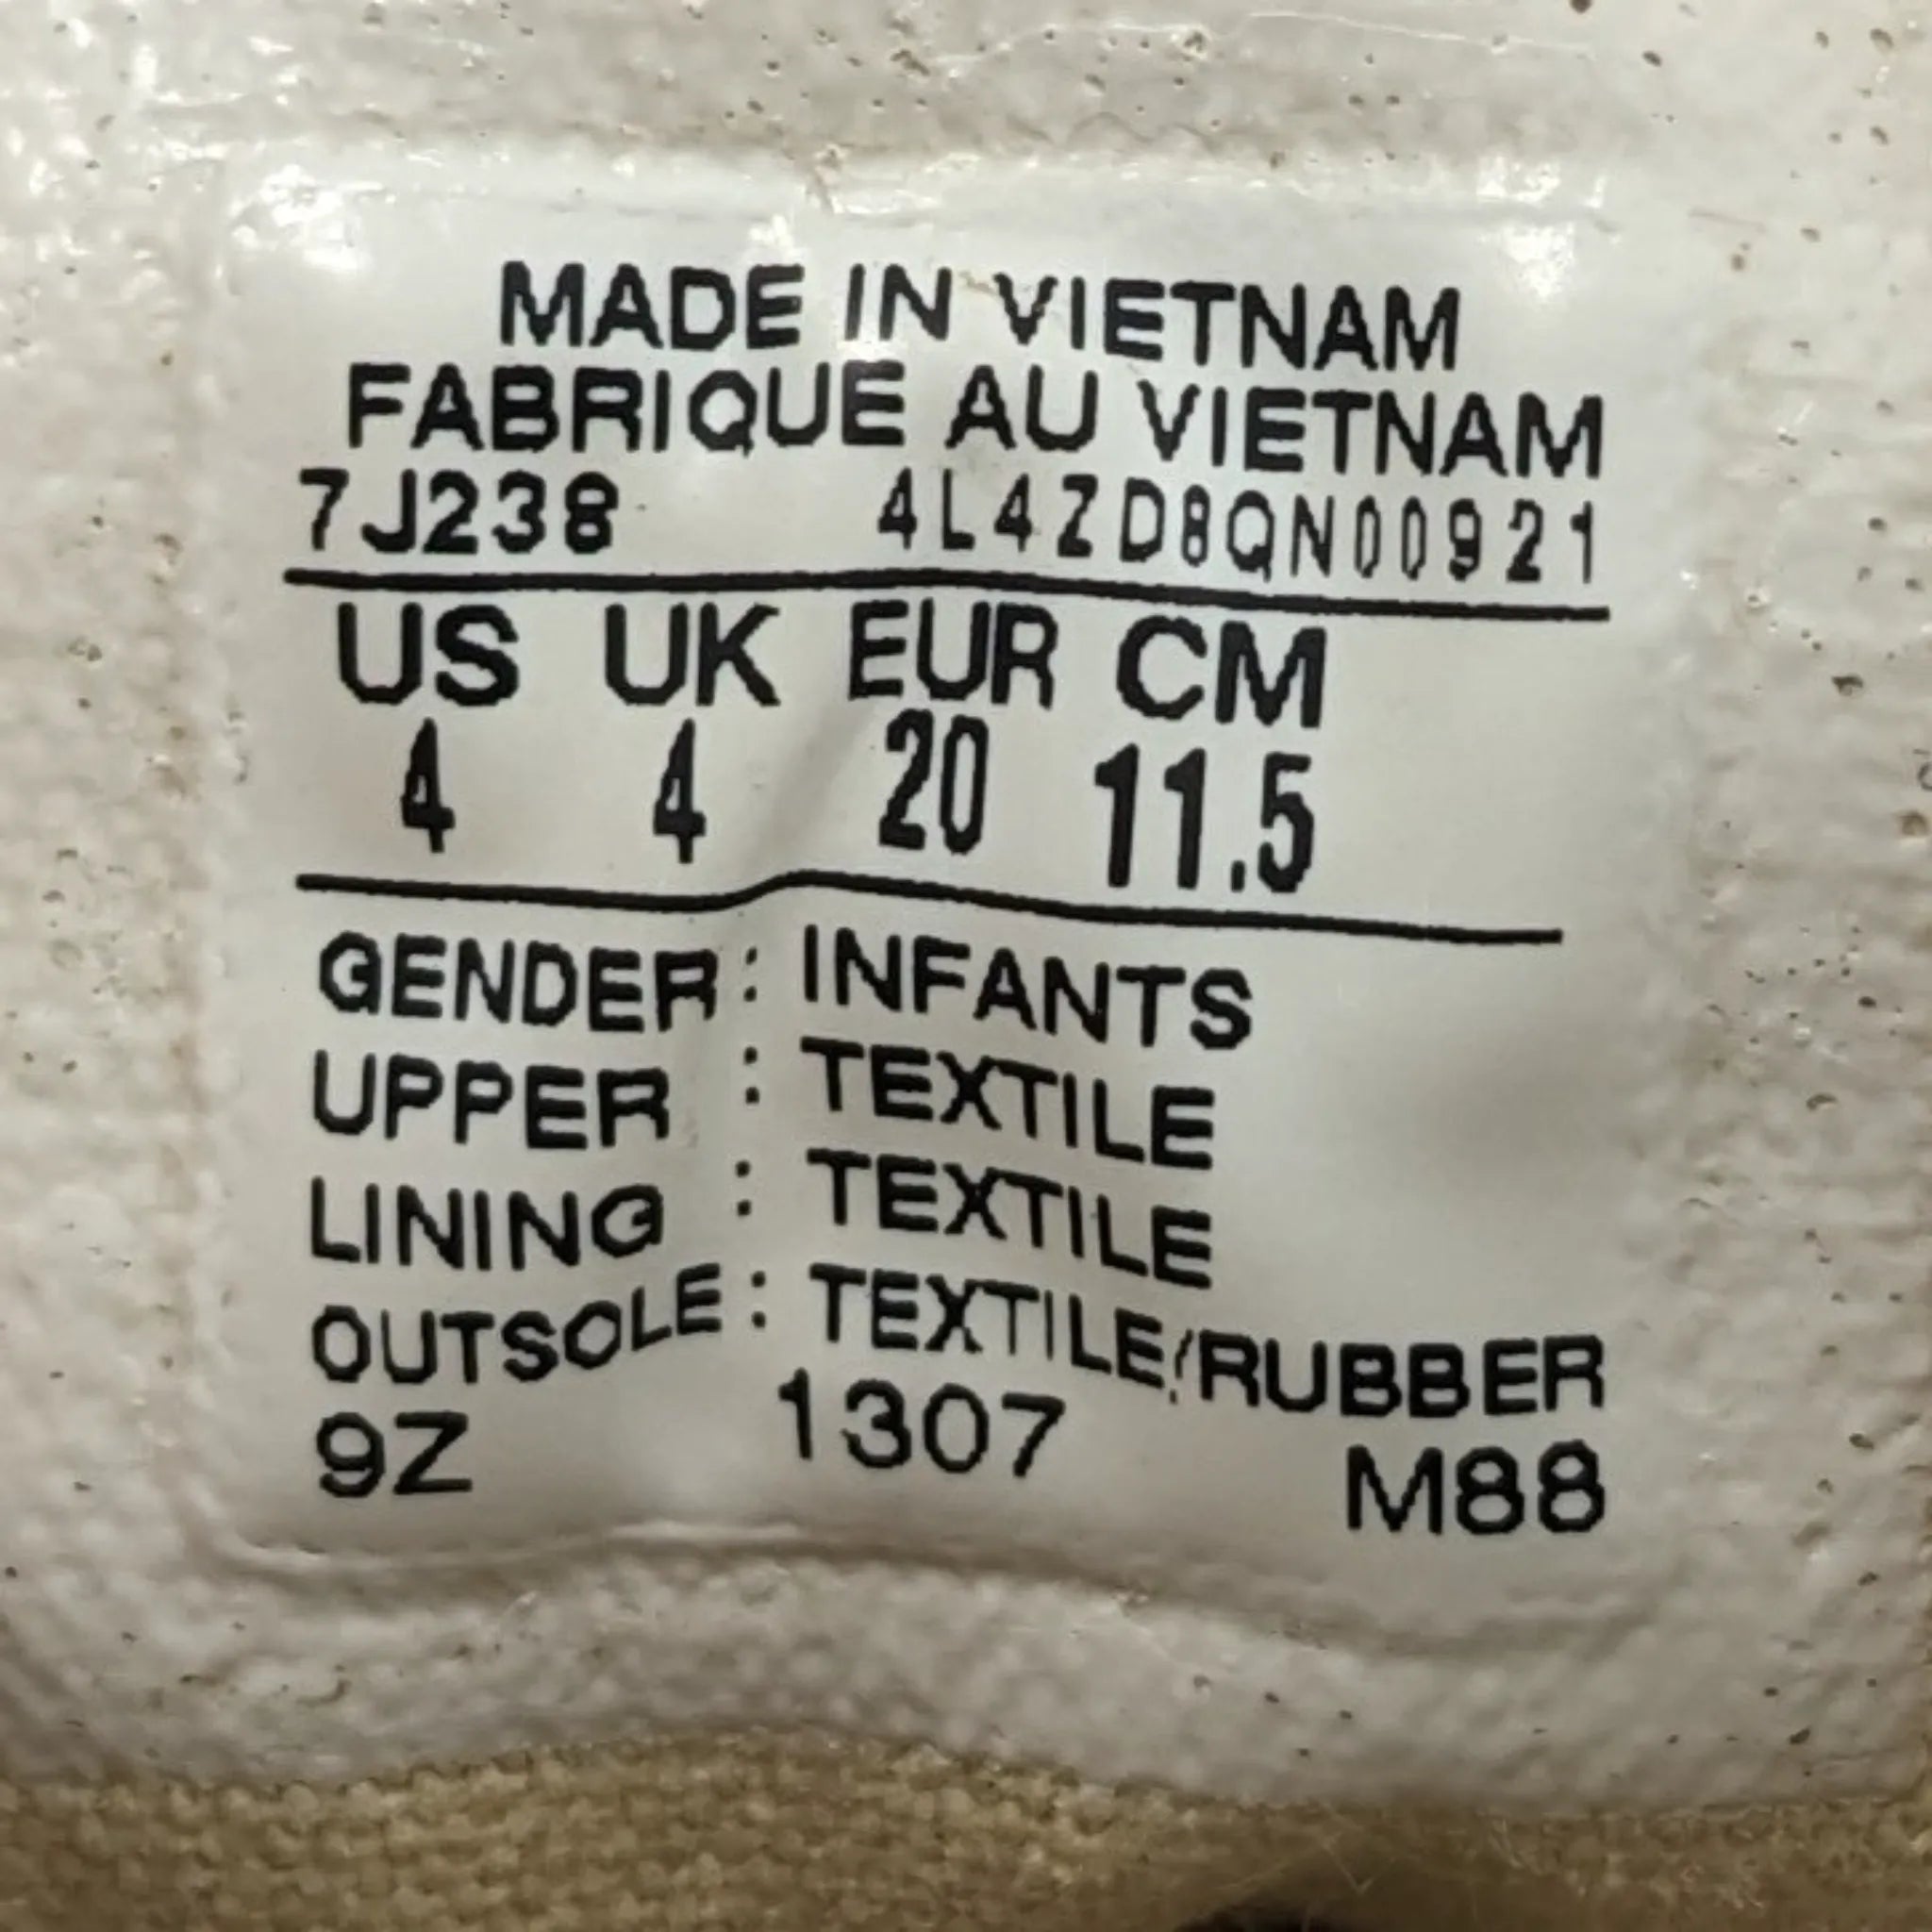 MADE IN VIETNAM
FABRIQUE AU VIETNAM
7J238 4L4ZD8QN00921
US UK EUR CM
4 4 20 11.5
GENDER : INFANTS
UPPER : TEXTILE
LINING : TEXTILE
OUTSOLE : TEXTILE/RUBBER
9Z 1307 M88